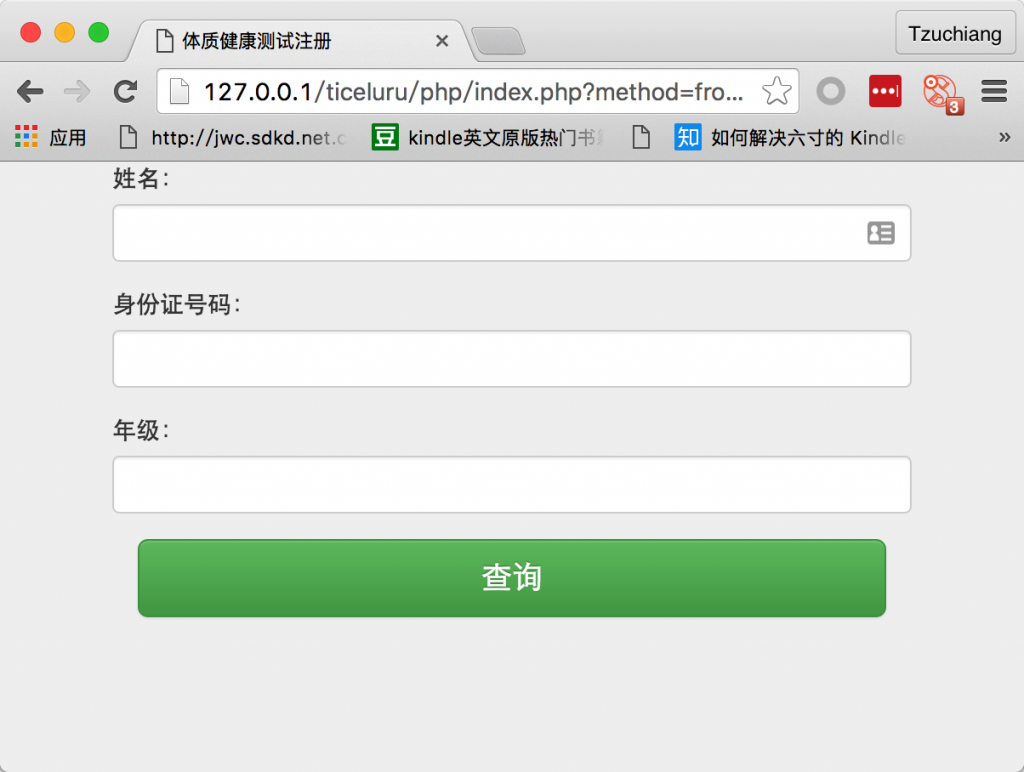 体质健康测试注册
Tzuchiang
127.0.0.1/ticeluru/php/index.php?method=fro...
3
应用
http://jwc.sdkd.net.c
豆 kindle英文原版热门书
知 如何解决六寸的 Kindle
»
姓名：
身份证号码：
年级：
查询